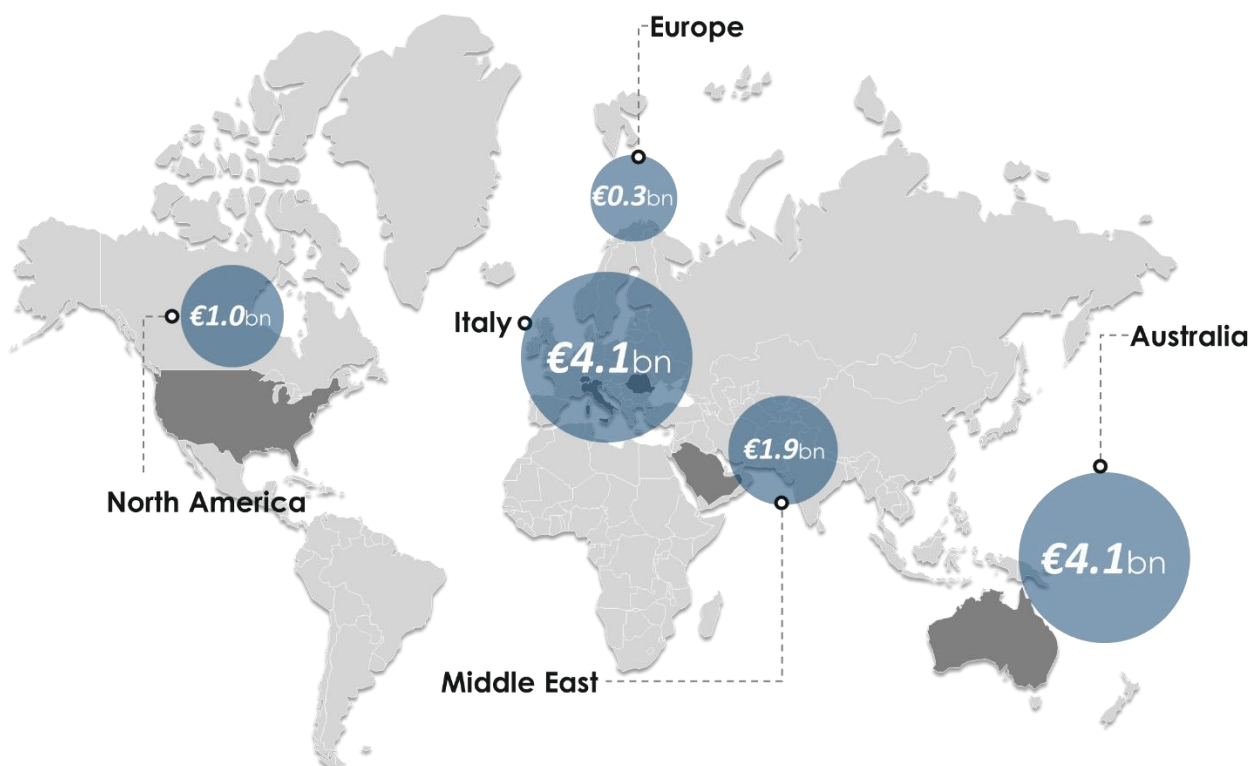 Europe
€0.3bn
€1.0bn
Italy
€4.1bn
Australia
€1.9bn
North America
€4.1bn
Middle East